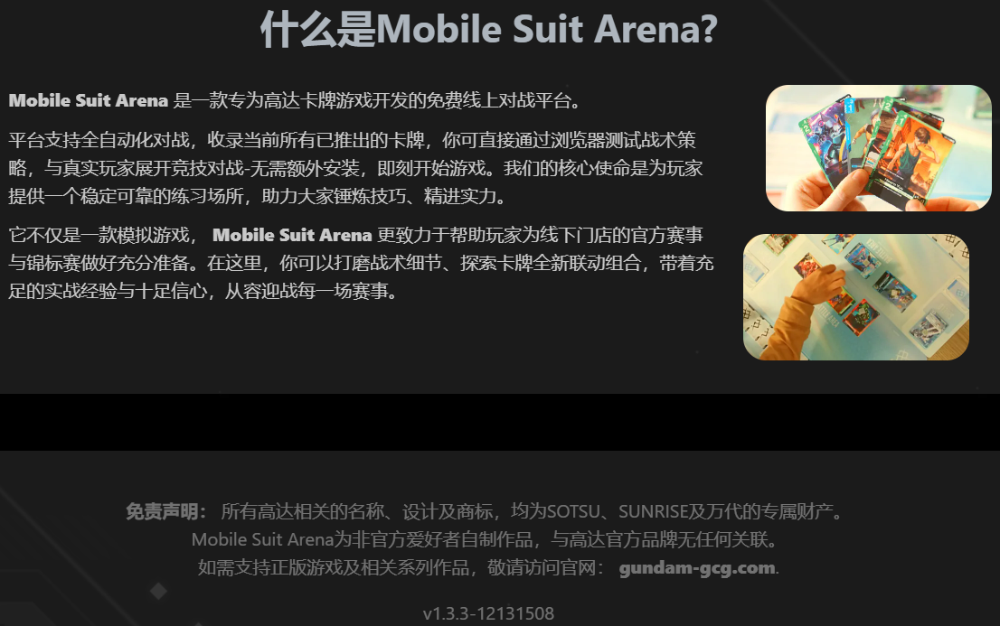 什么是Mobile Suit Arena?
Mobile Suit Arena 是一款专为高达卡牌游戏开发的免费线上对战平台。
平台支持全自动化对战，收录当前所有已推出的卡牌，你可直接通过浏览器测试战术策
略，与真实玩家展开竞技对战-无需额外安装，即刻开始游戏。我们的核心使命是为玩家
提供一个稳定可靠的练习场所，助力大家锤炼技巧、精进实力。
它不仅是一款模拟游戏， Mobile Suit Arena 更致力于帮助玩家为线下门店的官方赛事
与锦标赛做好充分准备。在这里，你可以打磨战术细节、探索卡牌全新联动组合，带着充
足的实战经验与十足信心，从容迎战每一场赛事。
免责声明： 所有高达相关的名称、设计及商标，均为SOTSU、SUNRISE及万代的专属财产。
Mobile Suit Arena为非官方爱好者自制作品，与高达官方品牌无任何关联。
如需支持正版游戏及相关系列作品，敬请访问官网： gundam-gcg.com.
v1.3.3-12131508